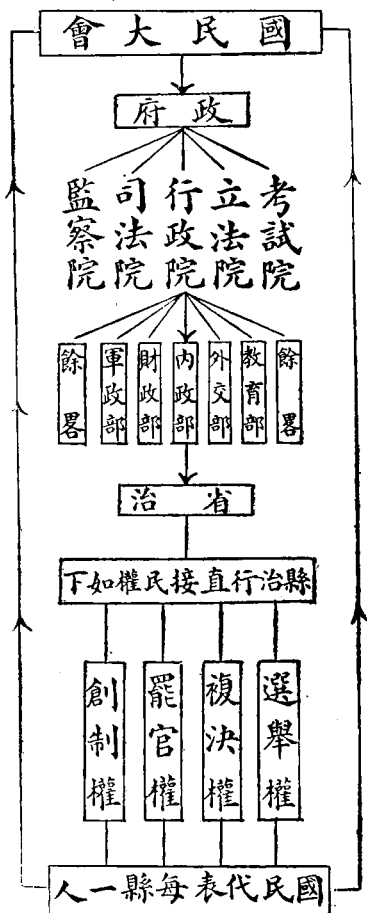 國民大會
政府
考試院
立法院
行政院
司法院
監察院
餘畧
教育部
外交部
內政部
財政部
軍政部
餘畧
省治
縣治行直接民權如下
選舉權
複決權
罷官權
創制權
國民代表每縣一人